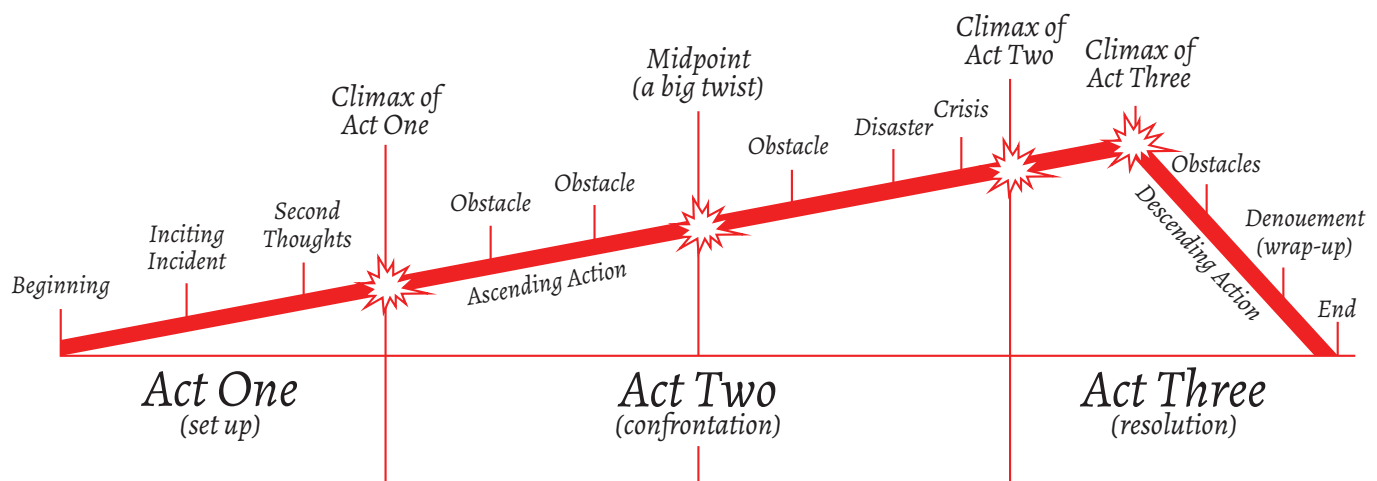 Beginning
Inciting
Incident
Second
Thoughts
Climax of
Act One
Obstacle
Obstacle
Ascending Action
Midpoint
(a big twist)
Obstacle
Disaster
Crisis
Climax of
Act Two
Climax of
Act Three
Obstacles
Descending Action
Denouement
(wrap-up)
End
Act One
(set up)
Act Two
(confrontation)
Act Three
(resolution)